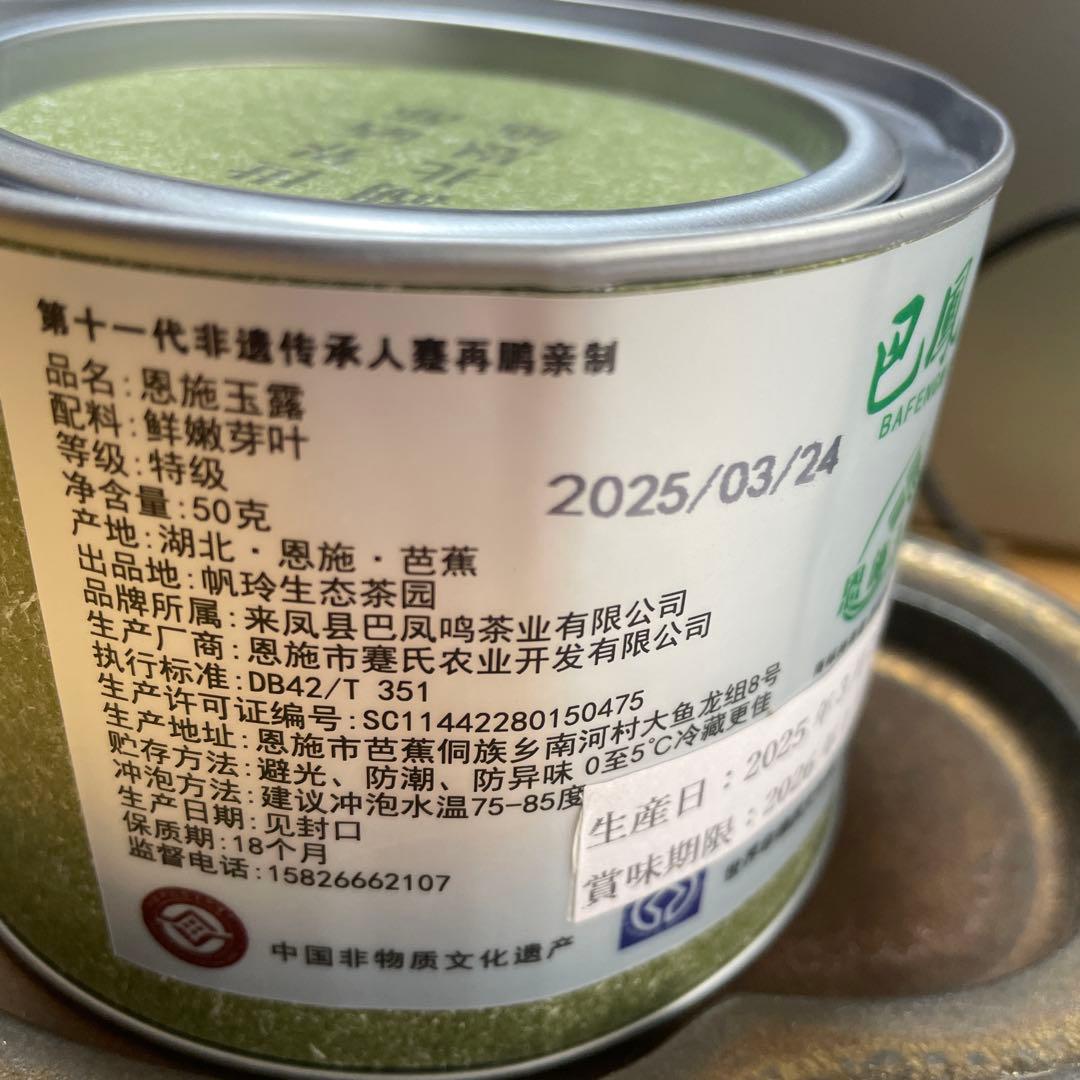 第十一代非遗传承人蹇再鹏亲制
品名:恩施玉露
配料:鲜嫩芽叶
等级:特级
净含量:50克
产地:湖北·恩施·芭蕉
出品地:帆玲生态茶园
品牌所属:来凤县巴凤鸣茶业有限公司
生产厂商:恩施市蹇氏农业开发有限公司
执行标准:DB42/T 351
生产许可证编号:SC11442280150475
生产地址:恩施市芭蕉侗族乡南河村大鱼龙组8号
贮存方法:避光、防潮、防异味 0至5℃冷藏更佳
冲泡方法:建议冲泡水温75-85度
生产日期:见封口
保质期:18个月
监督电话:15826662107
中国非物质文化遗产
2025/03/24
巴凤
生産日:2025年3
賞味期限:2026